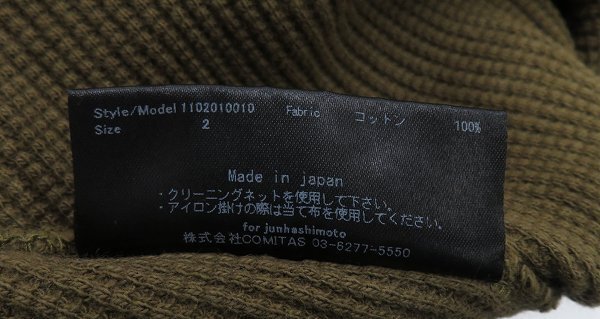 Style/Model 1102010010 Fabric コットン 100%
Size 2
Made in japan
・クリーニングネットを使用して下さい。
・アイロン掛けの際は当て布を使用してください。
for junhashimoto
株式会社COMITAS 03-6277-5550